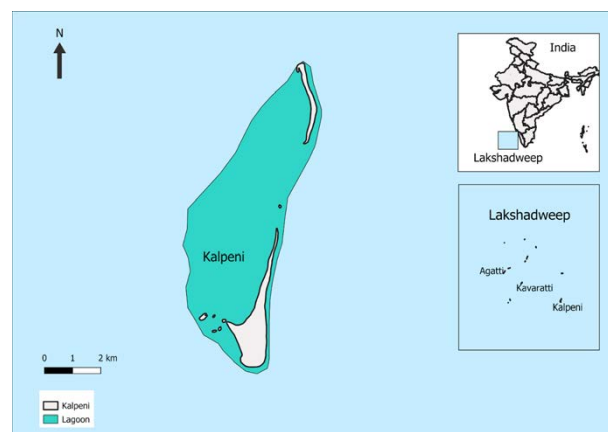 N
India
Lakshadweep
Lakshadweep
Agatti
Kavaratti
Kalpeni
Kalpeni
0 1 2 km
Kalpeni
Lagoon